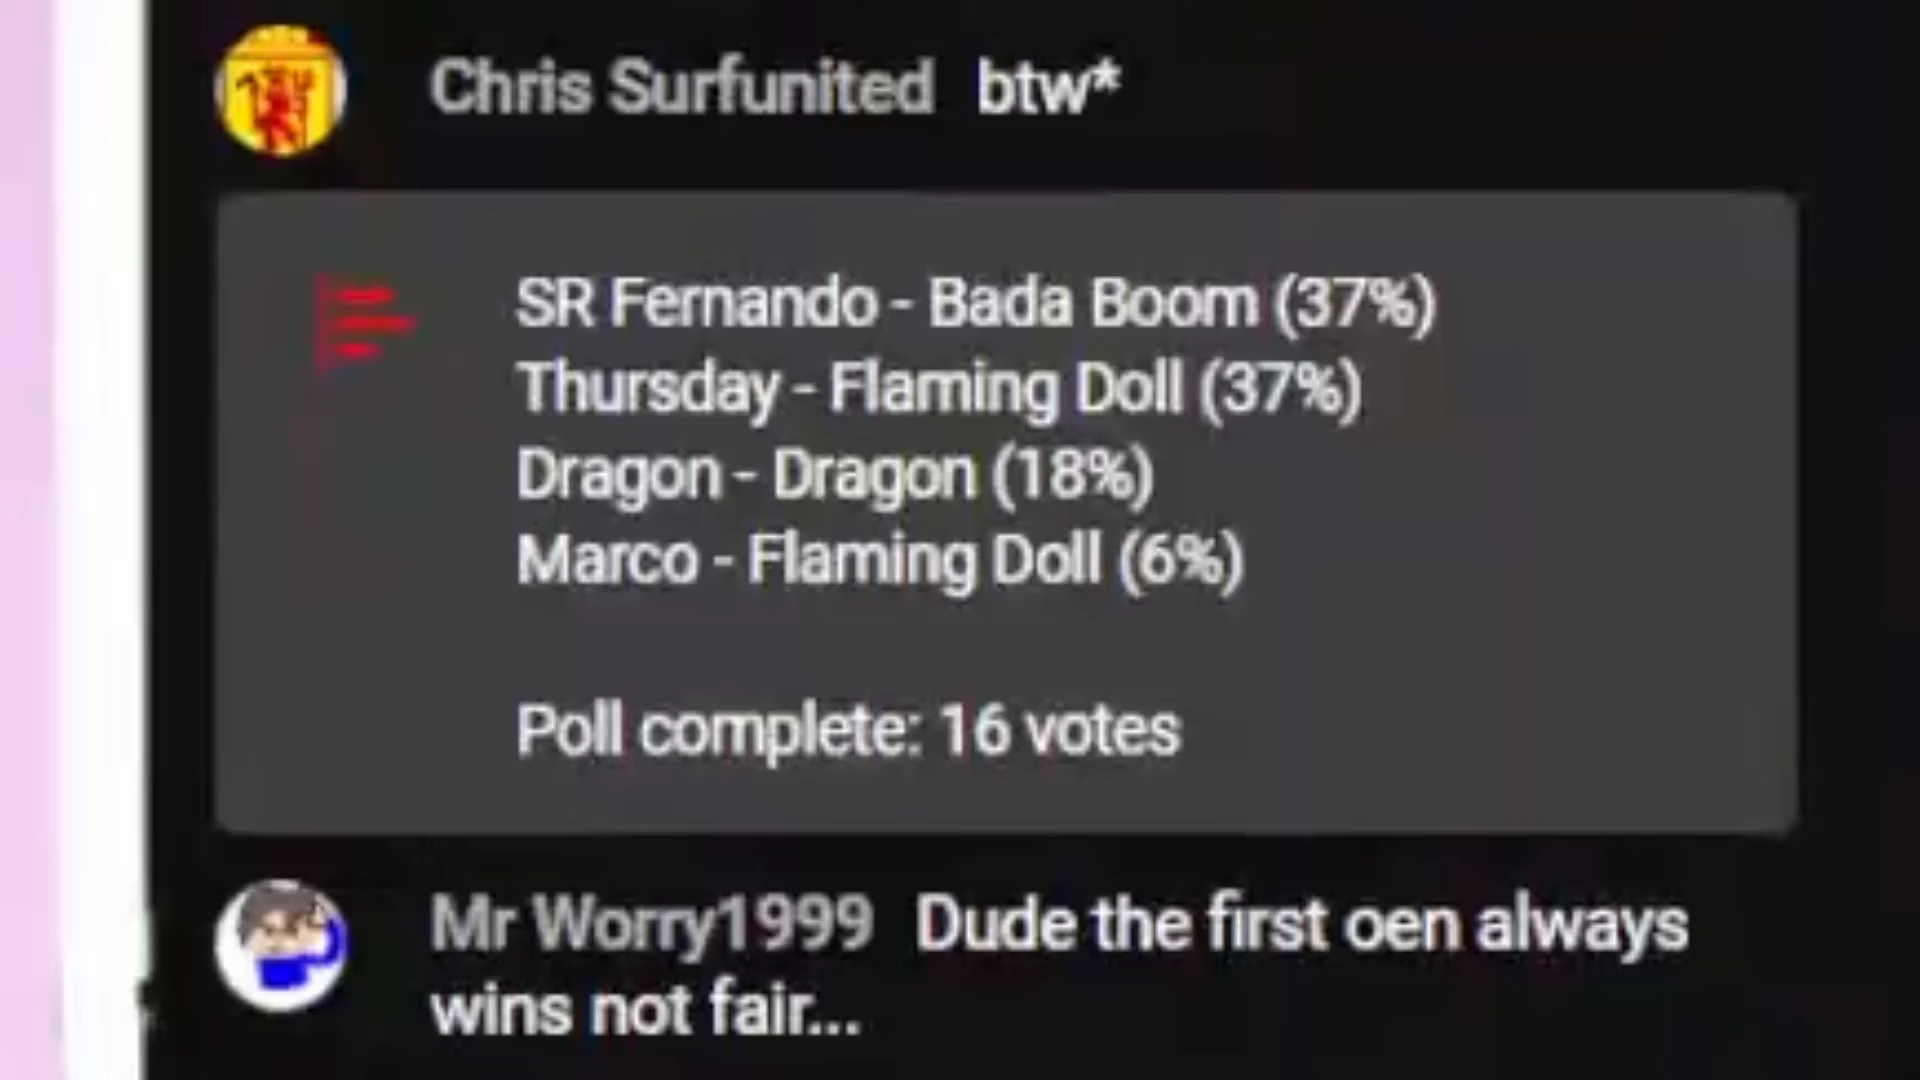 Chris Surfunited btw*
SR Fernando - Bada Boom (37%)
Thursday - Flaming Doll (37%)
Dragon - Dragon (18%)
Marco - Flaming Doll (6%)
Poll complete: 16 votes
Mr Worry1999 Dude the first oen always
wins not fair...